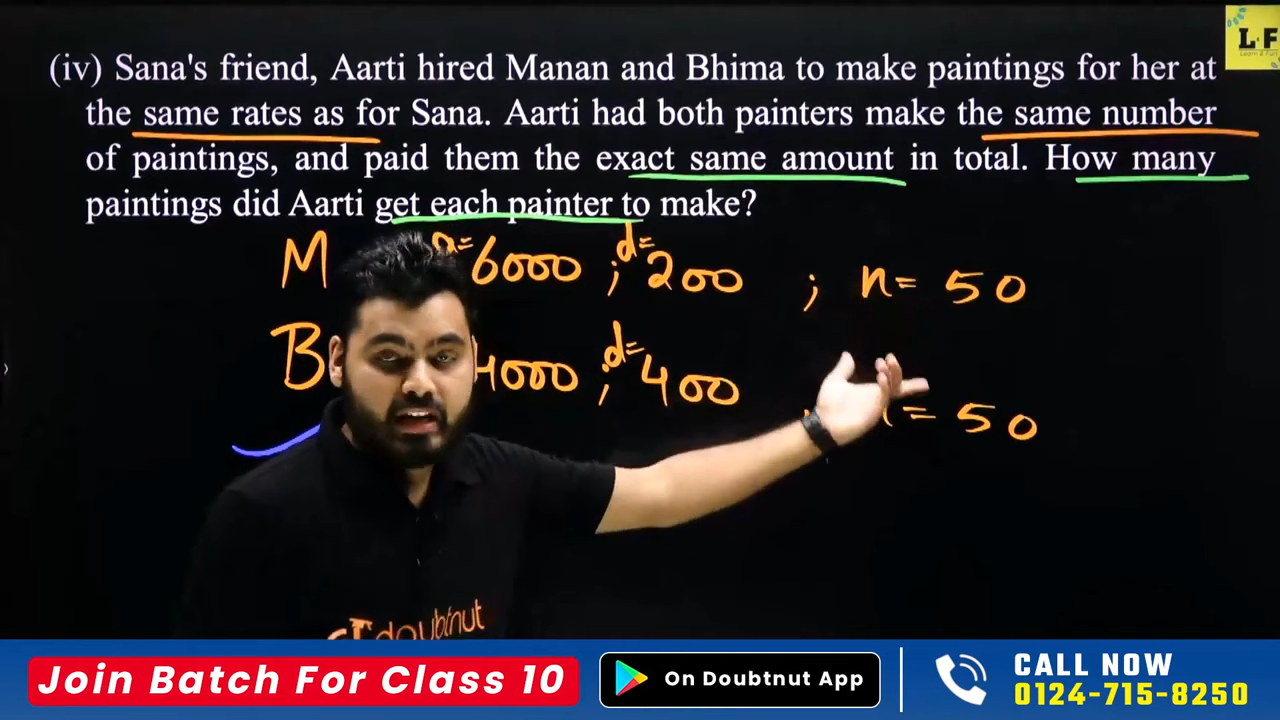 L F
(iv) Sana's friend, Aarti hired Manan and Bhima to make paintings for her at
the same rates as for Sana. Aarti had both painters make the same number
of paintings, and paid them the exact same amount in total. How many
paintings did Aarti get each painter to make?
M a= 6000 ; d= 200 ; n= 50
B 4000 ; d= 400 = 50
doubtnut
Join Batch For Class 10
On Doubtnut App
CALL NOW
0124-715-8250